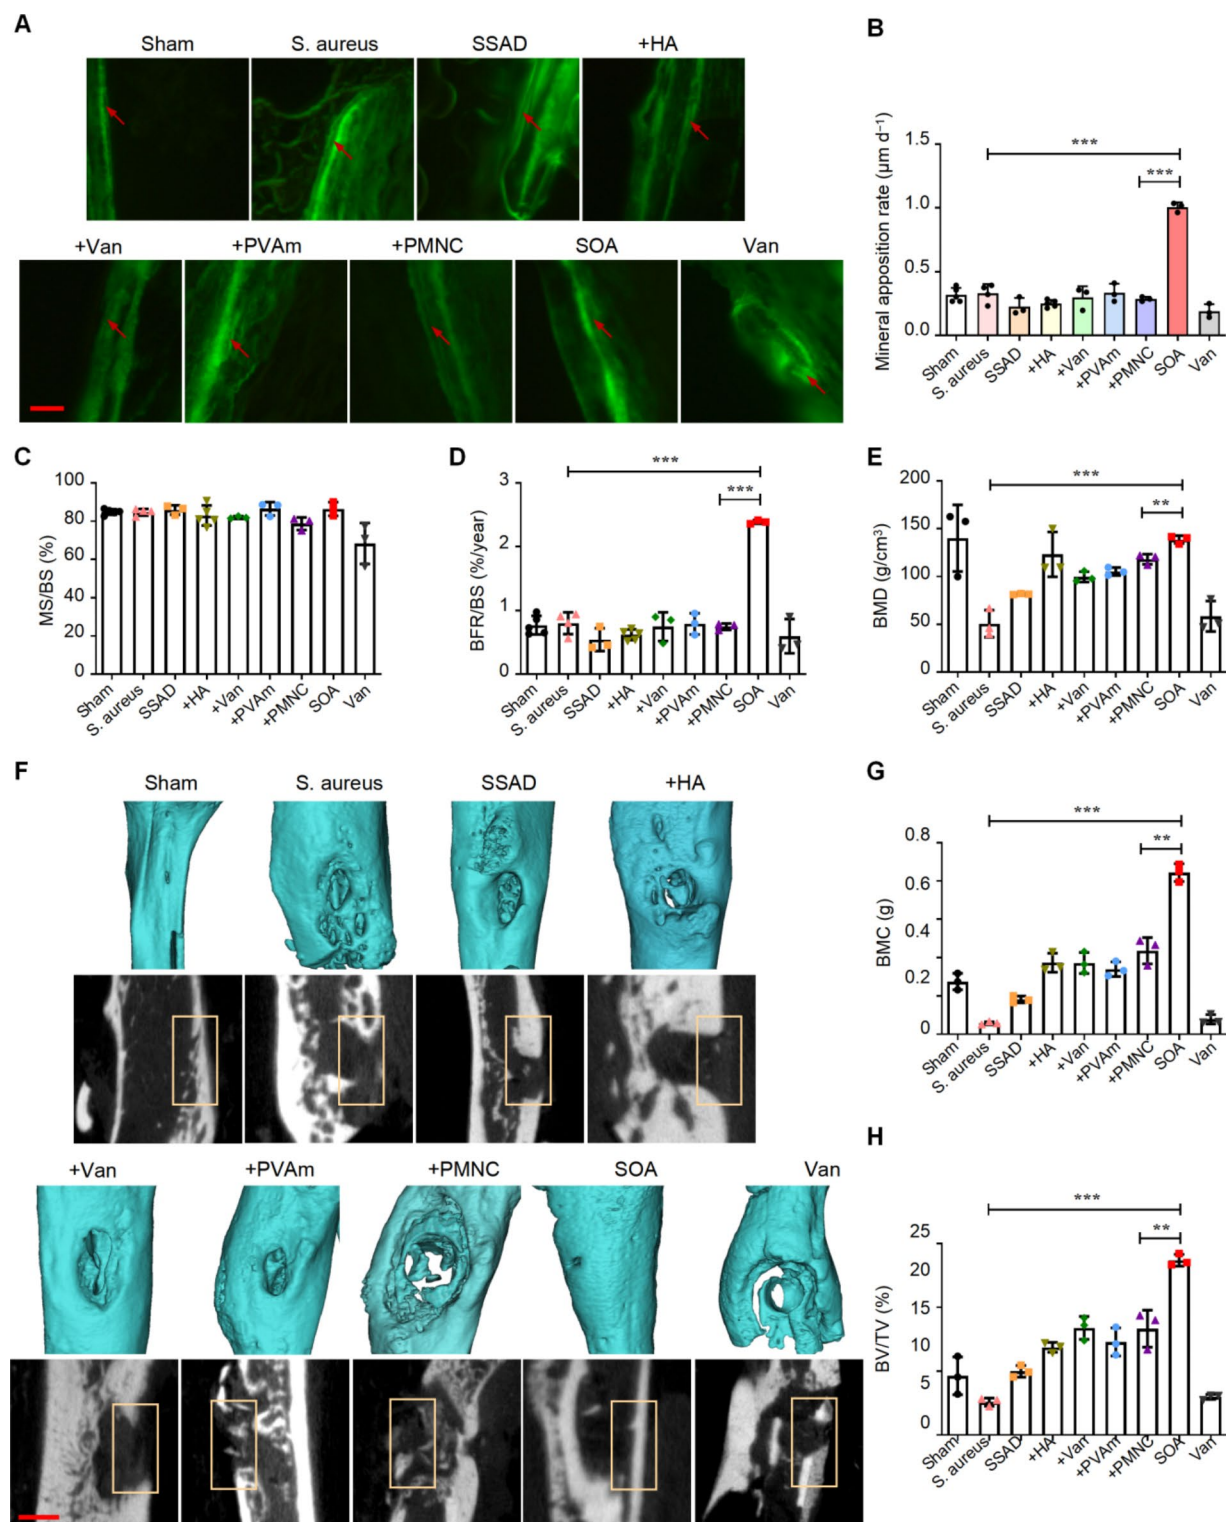 A
Sham S. aureus SSAD +HA
+Van +PVAm +PMNC SOA Van
B
Mineral apposition rate (µm d⁻¹)
1.5
1.0
0.5
0.0
***
***
Sham S. aureus SSAD +HA +Van +PVAm +PMNC SOA Van
C
MS/BS (%)
100
80
60
40
20
0
Sham S. aureus SSAD +HA +Van +PVAm +PMNC SOA Van
D
BFR/BS (%/year)
3
2
1
0
***
***
Sham S. aureus SSAD +HA +Van +PVAm +PMNC SOA Van
E
BMD (g/cm³)
200
150
100
50
0
***
**
Sham S. aureus SSAD +HA +Van +PVAm +PMNC SOA Van
F
Sham S. aureus SSAD +HA
+Van +PVAm +PMNC SOA Van
G
BMC (g)
0.8
0.6
0.4
0.2
0.0
***
**
Sham S. aureus SSAD +HA +Van +PVAm +PMNC SOA Van
H
BV/TV (%)
25
20
15
10
5
0
***
**
Sham S. aureus SSAD +HA +Van +PVAm +PMNC SOA Van